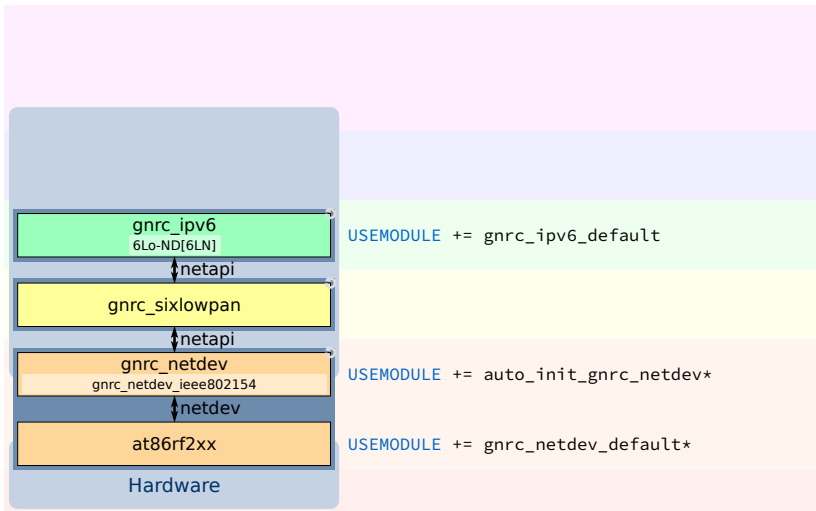 gnrc_ipv6
6Lo-ND[6LN]
USEMODULE += gnrc_ipv6_default
netapi
gnrc_sixlowpan
netapi
gnrc_netdev
gnrc_netdev_ieee802154
USEMODULE += auto_init_gnrc_netdev*
netdev
at86rf2xx
USEMODULE += gnrc_netdev_default*
Hardware